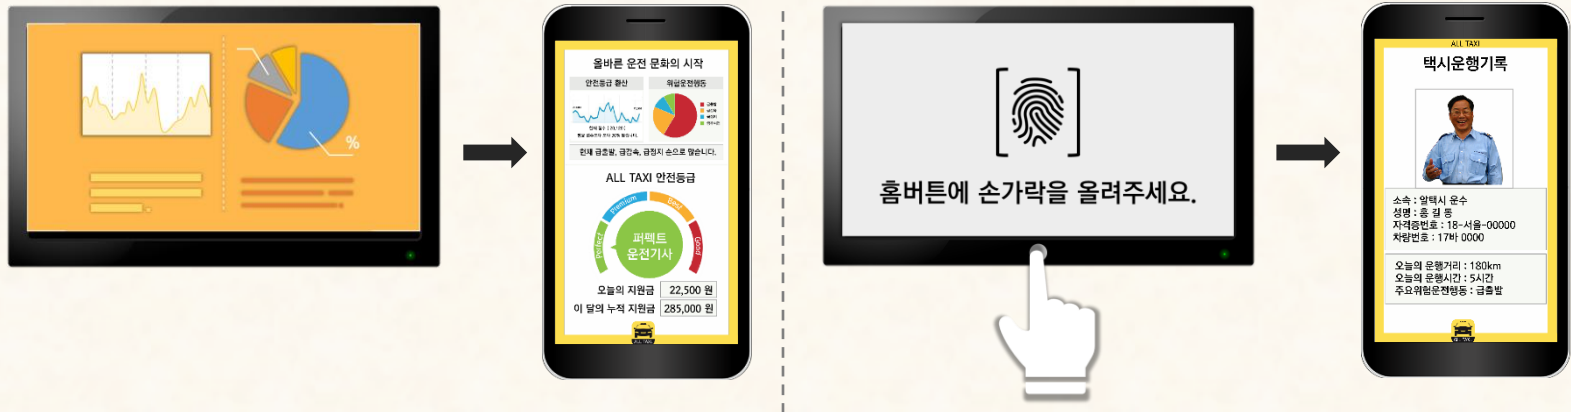 %
올바른 운전 문화의 시작
안전등급 환산
위험운전행동
현재 급출발, 급감속, 급정지 순으로 많습니다.
ALL TAXI 안전등급
Perfect
Premium
Best
Good
퍼펙트
운전기사
오늘의 지원금 22,500 원
이 달의 누적 지원금 285,000 원
ALL TAXI
홈버튼에 손가락을 올려주세요.
ALL TAXI
택시운행기록
소속 : 알택시 운수
성명 : 홍 길 동
자격증번호 : 18-서울-00000
차량번호 : 17바 0000
오늘의 운행거리 : 180km
오늘의 운행시간 : 5시간
주요위험운전행동 : 급출발
ALL TAXI